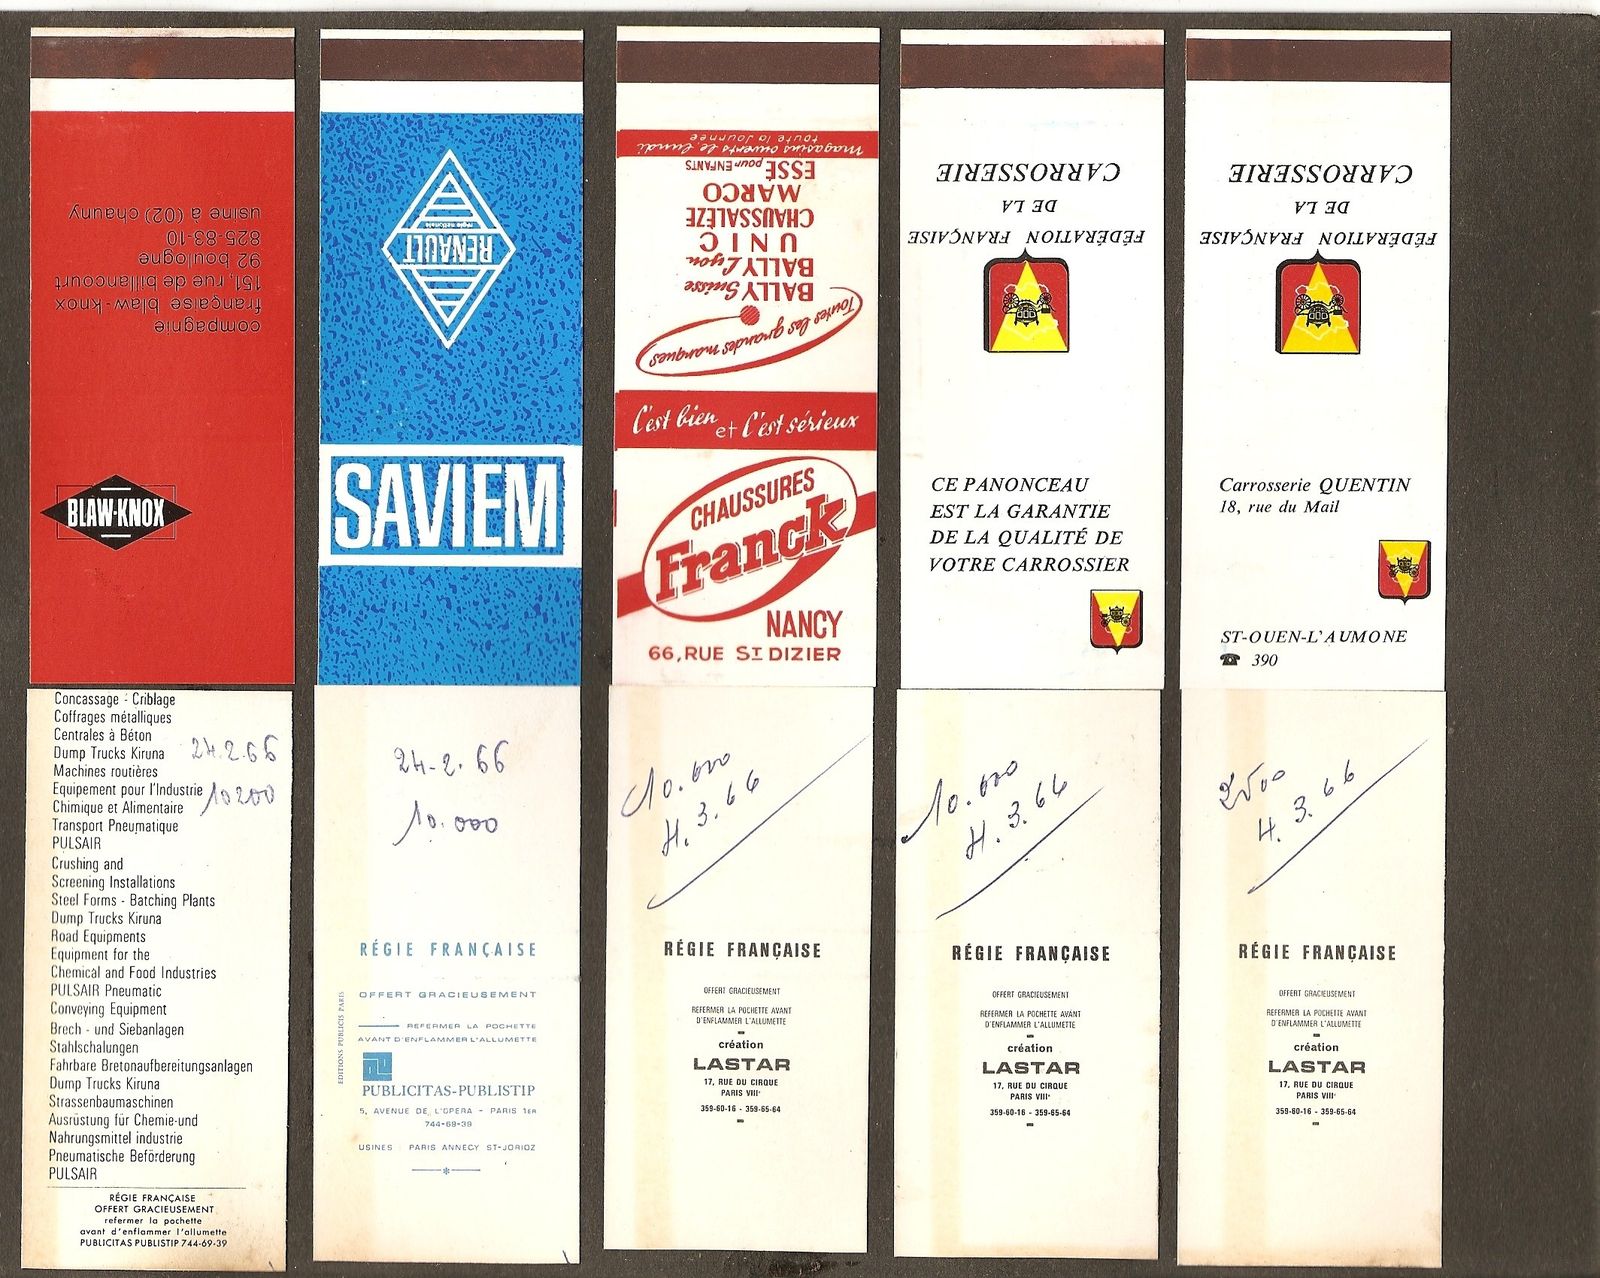 compagnie
française blaw-knox
151, rue de billancourt
92 boulogne
825-83-10
usine à (02) chauny
BLAW-KNOX
RENAULT
régie nationale
SAVIEM
Toutes les grandes marques
BALLY Suisse
BALLY Lyon
UNIC
CHAUSSALÈZE
MARCO
ESSÉ pour ENFANTS
magasins ouverts le lundi
toute la journée
C'est bien et C'est sérieux
CHAUSSURES
Franck
NANCY
66, RUE ST DIZIER
FÉDÉRATION FRANÇAISE
DE LA
CARROSSERIE
CE PANONCEAU
EST LA GARANTIE
DE LA QUALITÉ DE
VOTRE CARROSSIER
FÉDÉRATION FRANÇAISE
DE LA
CARROSSERIE
Carrosserie QUENTIN
18, rue du Mail
ST-OUEN-L'AUMONE
☎ 390
Concassage - Criblage
Coffrages métalliques
Centrales à Béton
Dump Trucks Kiruna
Machines routières
Equipement pour l'Industrie
Chimique et Alimentaire
Transport Pneumatique
PULSAIR
Crushing and
Screening Installations
Steel Forms - Batching Plants
Dump Trucks Kiruna
Road Equipments
Equipment for the
Chemical and Food Industries
PULSAIR Pneumatic
Conveying Equipment
Brech - und Siebanlagen
Stahlschalungen
Fahrbare Bretonaufbereitungsanlagen
Dump Trucks Kiruna
Strassenbaumaschinen
Ausrüstung für Chemie-und
Nahrungsmittel industrie
Pneumatische Beförderung
PULSAIR
RÉGIE FRANÇAISE
OFFERT GRACIEUSEMENT
refermer la pochette
avant d'enflammer l'allumette
PUBLICITAS PUBLISTIP 744-69-39
24.2.66
10200
24-2.66
10.000
RÉGIE FRANÇAISE
OFFERT GRACIEUSEMENT
REFERMER LA POCHETTE
AVANT D'ENFLAMMER L'ALLUMETTE
EDITIONS PUBLICIS PARIS
PUBLICITAS-PUBLISTIP
5, AVENUE DE L'OPERA - PARIS 1ER
744-69-39
USINES : PARIS ANNECY ST-JORIOZ
10.000
4.3.66
RÉGIE FRANÇAISE
OFFERT GRACIEUSEMENT
REFERMER LA POCHETTE AVANT
D'ENFLAMMER L'ALLUMETTE
création
LASTAR
17, RUE DU CIRQUE
PARIS VIIIe
359-60-16 - 359-65-64
10.000
4.3.66
RÉGIE FRANÇAISE
OFFERT GRACIEUSEMENT
REFERMER LA POCHETTE AVANT
D'ENFLAMMER L'ALLUMETTE
création
LASTAR
17, RUE DU CIRQUE
PARIS VIIIe
359-60-16 - 359-65-64
2500
4.3.66
RÉGIE FRANÇAISE
OFFERT GRACIEUSEMENT
REFERMER LA POCHETTE AVANT
D'ENFLAMMER L'ALLUMETTE
création
LASTAR
17, RUE DU CIRQUE
PARIS VIIIe
359-60-16 - 359-65-64